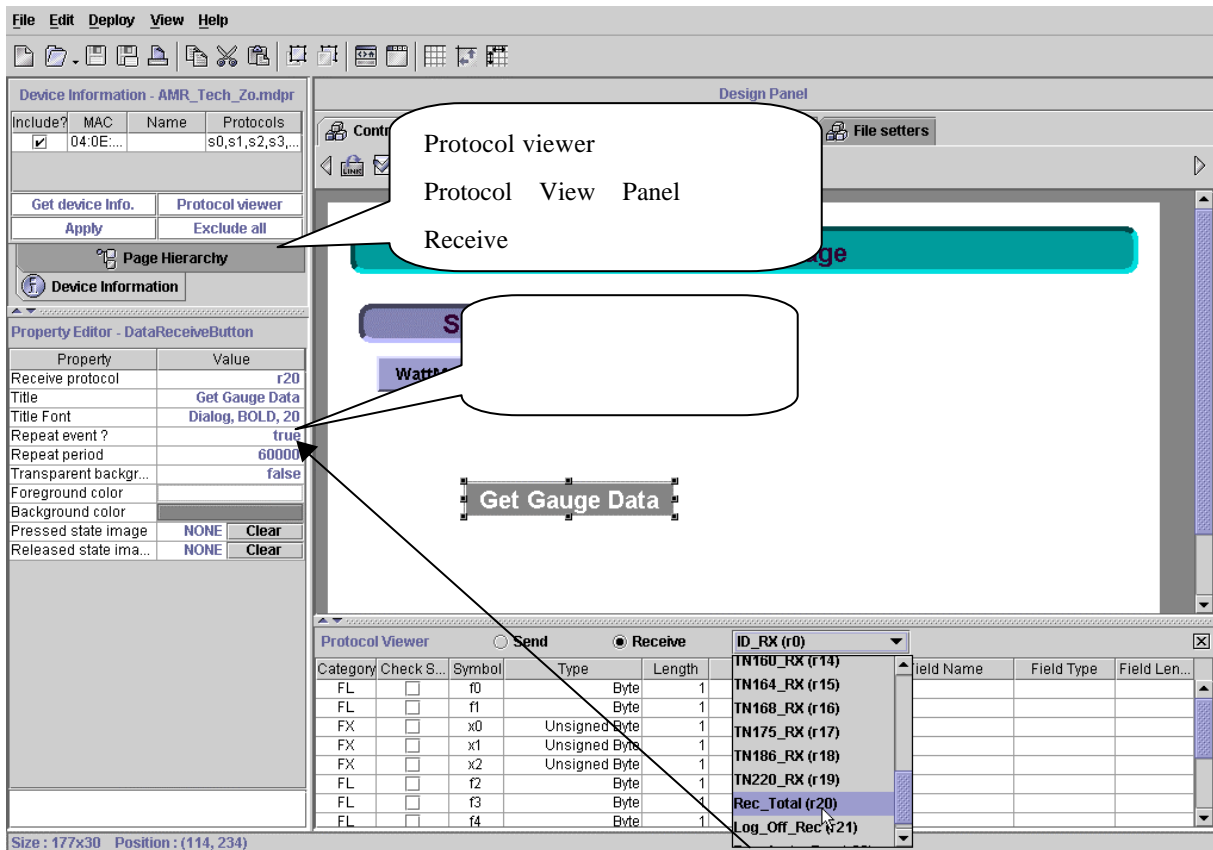 File Edit Deploy View Help
Device Information - AMR_Tech_Zo.mdpr
Include? MAC Name Protocols
04:0E:... s0,s1,s2,s3,...
Get device Info. Protocol viewer
Apply Exclude all
Page Hierarchy
Device Information
Property Editor - DataReceiveButton
Property Value
Receive protocol r20
Title Get Gauge Data
Title Font Dialog, BOLD, 20
Repeat event ? true
Repeat period 60000
Transparent backgr... false
Foreground color
Background color
Pressed state image NONE Clear
Released state ima... NONE Clear
Size : 177x30 Position : (114, 234)
Design Panel
Contr
File setters
LINK
Protocol viewer
Protocol View Panel
Receive
age
S
WattM
Get Gauge Data
Protocol Viewer Send Receive ID_RX (r0)
Category Check S... Symbol Type Length Field Name Field Type Field Len...
FL f0 Byte 1
FL f1 Byte 1
FX x0 Unsigned Byte 1
FX x1 Unsigned Byte 1
FX x2 Unsigned Byte 1
FL f2 Byte 1
FL f3 Byte 1
FL f4 Byte 1
TN160_RX (r14)
TN164_RX (r15)
TN168_RX (r16)
TN175_RX (r17)
TN186_RX (r18)
TN220_RX (r19)
Rec_Total (r20)
Log_Off_Rec (r21)